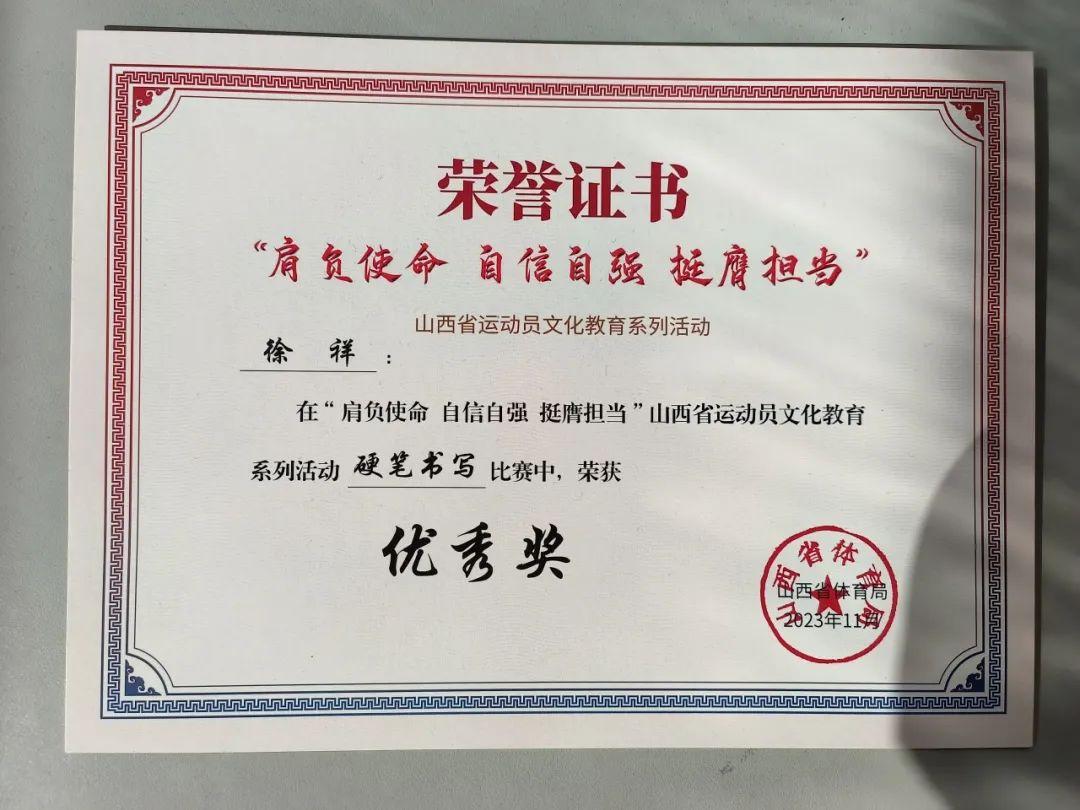 荣誉证书
“肩负使命 自信自强 挺膺担当”
山西省运动员文化教育系列活动
徐 祥：
在“肩负使命 自信自强 挺膺担当”山西省运动员文化教育
系列活动 硬笔书写 比赛中，荣获
优秀奖
山西省体育局
山西省体育局
2023年11月